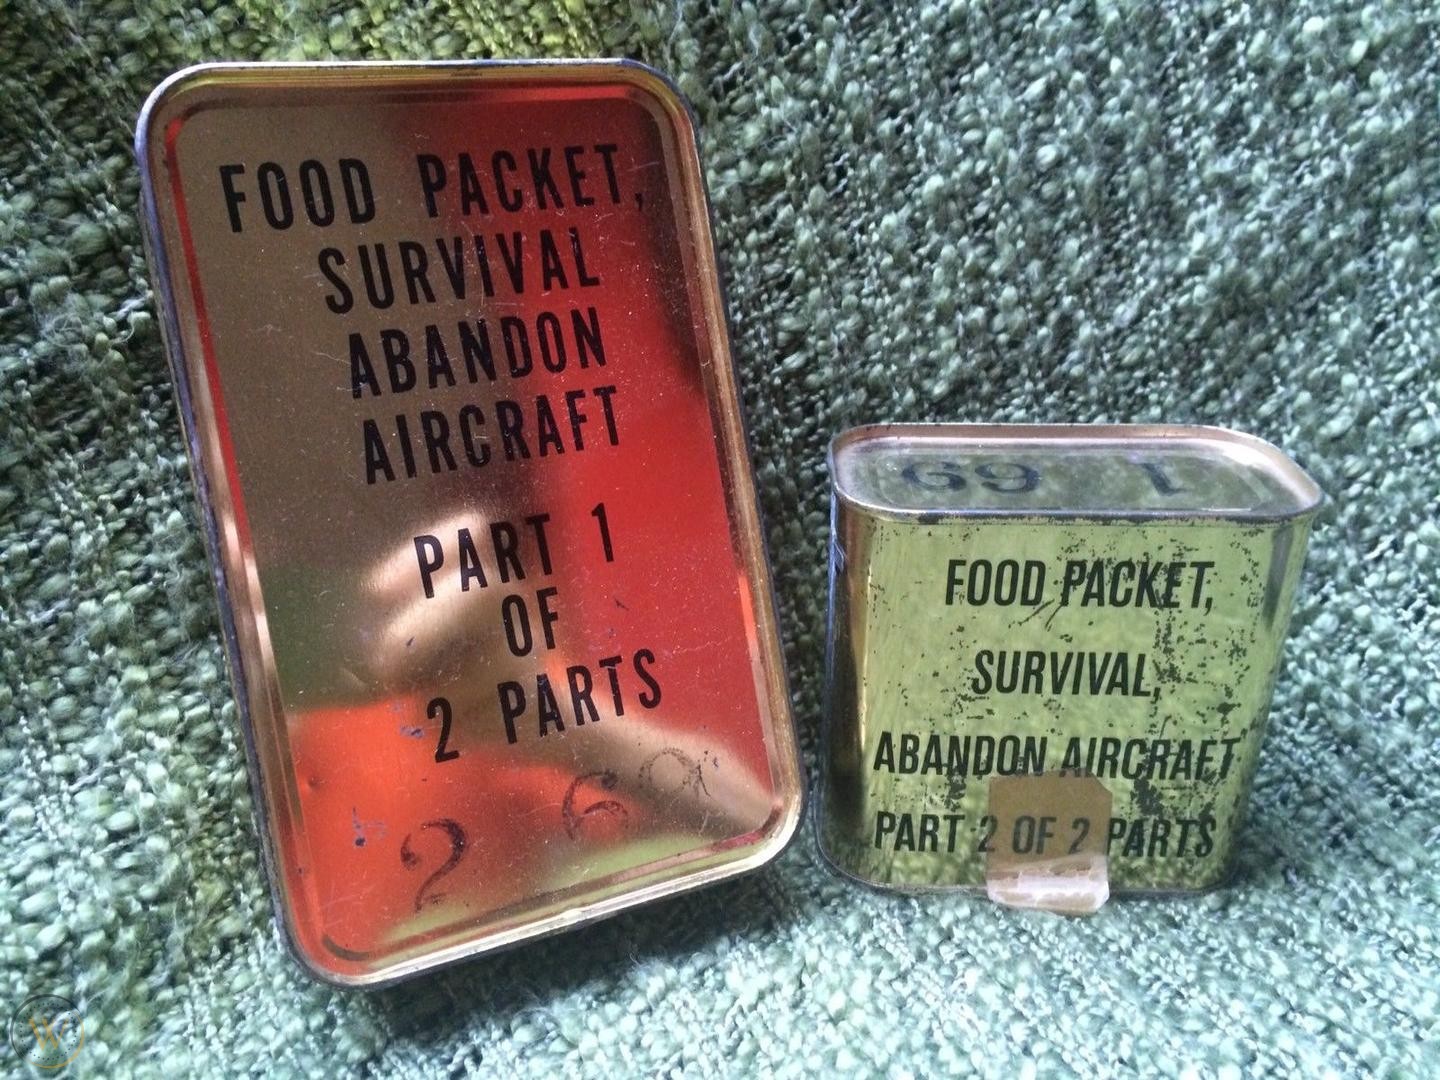 FOOD PACKET,
SURVIVAL
ABANDON
AIRCRAFT
PART 1
OF
2 PARTS
2 69
1 69
FOOD PACKET,
SURVIVAL,
ABANDON AIRCRAFT
PART 2 OF 2 PARTS
W